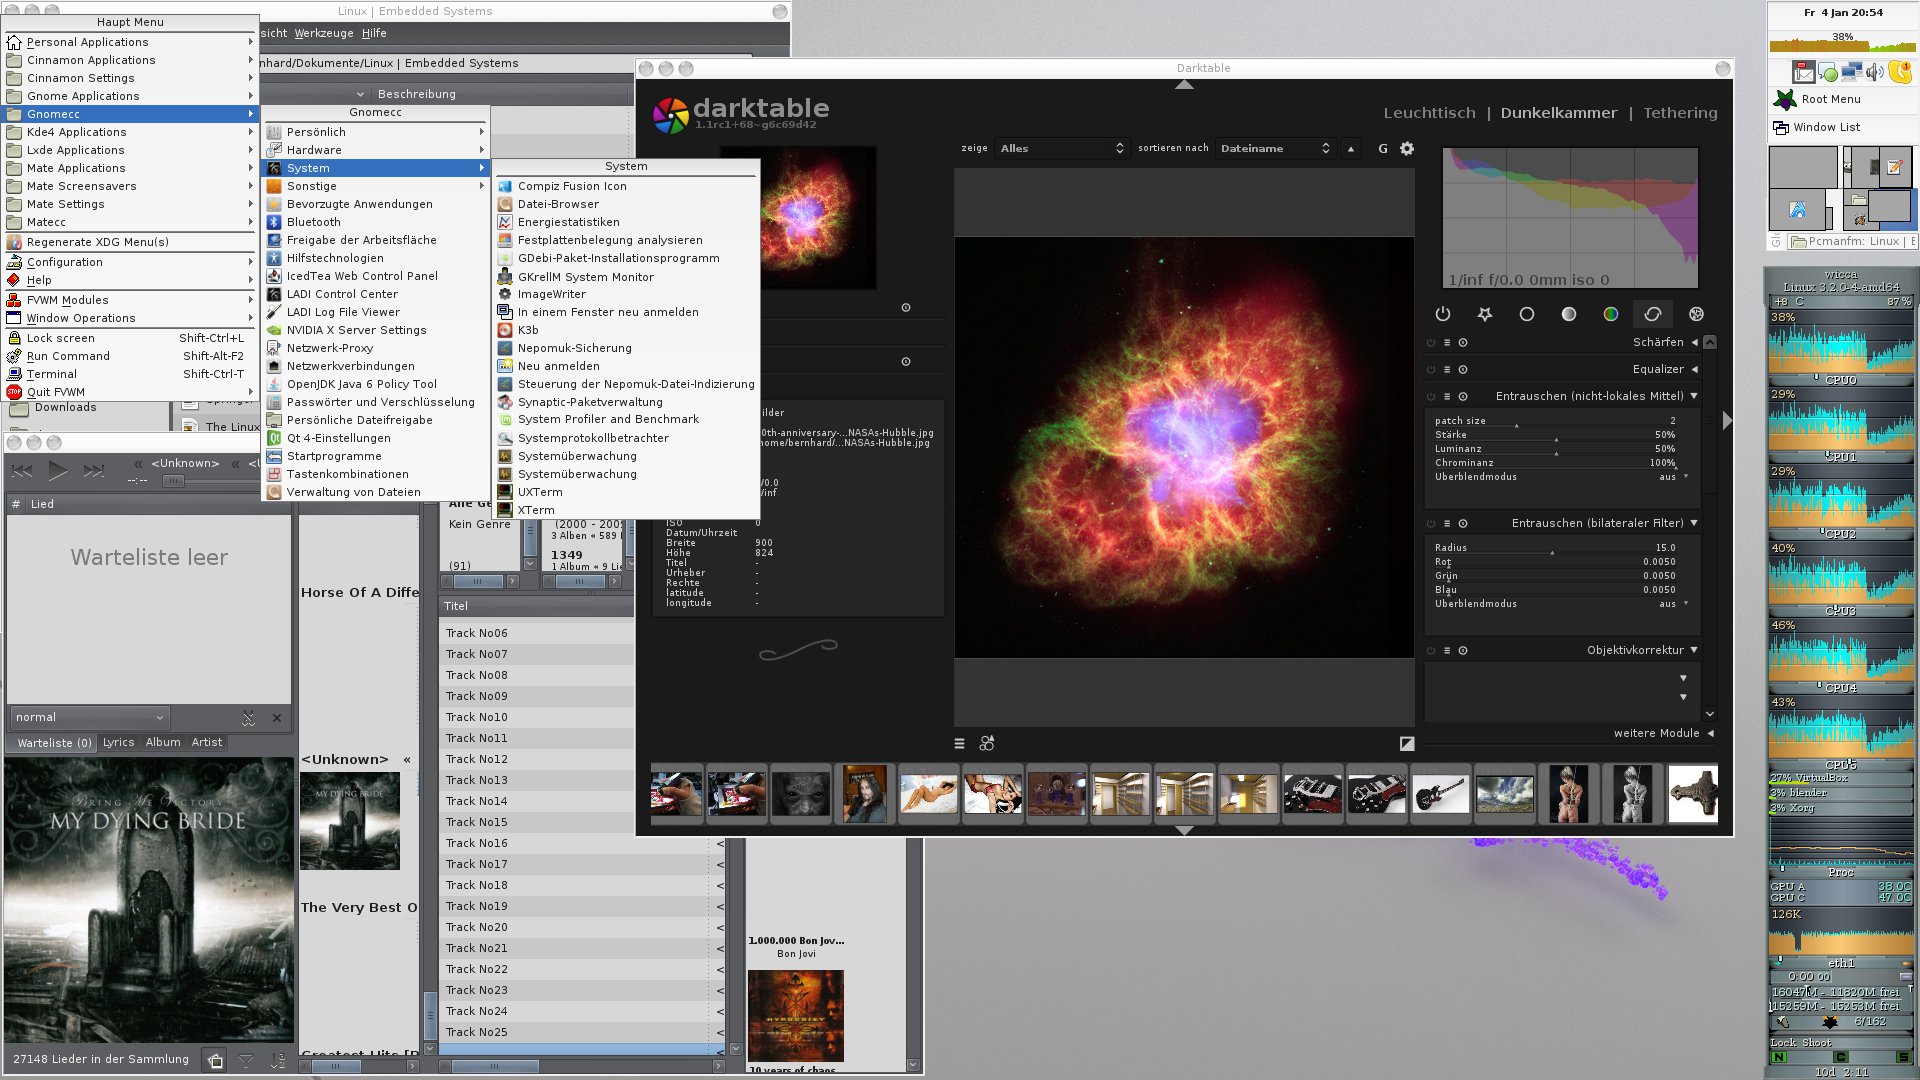 Linux | Embedded Systems
sicht Werkzeuge Hilfe
nhard/Dokumente/Linux | Embedded Systems
Beschreibung
Haupt Menu
Personal Applications
Cinnamon Applications
Cinnamon Settings
Gnome Applications
Gnomecc
Kde4 Applications
Lxde Applications
Mate Applications
Mate Screensavers
Mate Settings
Matecc
Regenerate XDG Menu(s)
Configuration
Help
FVWM Modules
Window Operations
Lock screen Shift-Ctrl+L
Run Command Shift-Alt-F2
Terminal Shift-Ctrl-T
Quit FVWM
Downloads
The Linux
Gnomecc
Persönlich
Hardware
System
Sonstige
Bevorzugte Anwendungen
Bluetooth
Freigabe der Arbeitsfläche
Hilfstechnologien
IcedTea Web Control Panel
LADI Control Center
LADI Log File Viewer
NVIDIA X Server Settings
Netzwerk-Proxy
Netzwerkverbindungen
OpenJDK Java 6 Policy Tool
Passwörter und Verschlüsselung
Persönliche Dateifreigabe
Qt 4-Einstellungen
Startprogramme
Tastenkombinationen
Verwaltung von Dateien
System
Compiz Fusion Icon
Datei-Browser
Energiestatistiken
Festplattenbelegung analysieren
GDebi-Paket-Installationsprogramm
GKrellM System Monitor
ImageWriter
In einem Fenster neu anmelden
K3b
Nepomuk-Sicherung
Neu anmelden
Steuerung der Nepomuk-Datei-Indizierung
Synaptic-Paketverwaltung
System Profiler and Benchmark
Systemprotokollbetrachter
Systemüberwachung
Systemüberwachung
UXTerm
XTerm
Darktable
darktable
1.1rc1+68~g6c69d42
Leuchttisch | Dunkelkammer | Tethering
zeige Alles sortieren nach Dateiname G
ilder
0th-anniversary-...NASAs-Hubble.jpg
home/bernhard/...NASAs-Hubble.jpg
/0.0
/inf
ISO 0
Datum/Uhrzeit
Breite 900
Höhe 824
Titel -
Urheber -
Rechte -
latitude -
longitude -
1/inf f/0.0 0mm iso 0
Schärfen
Equalizer
Entrauschen (nicht-lokales Mittel)
patch size 2
Stärke 50%
Luminanz 50%
Chrominanz 100%
Überblendmodus aus
Entrauschen (bilateraler Filter)
Radius 15.0
Rot 0.0050
Grün 0.0050
Blau 0.0050
Überblendmodus aus
Objektivkorrektur
weitere Module
<Unknown>
--:--
# Lied
Warteliste leer
normal
Warteliste (0) Lyrics Album Artist
BRING ME VICTORY
MY DYING BRIDE
27148 Lieder in der Sammlung
Horse Of A Diffe
<Unknown>
MY DYING BRIDE
The Very Best O
Kein Genre
(91)
(2000 - 200
3 Alben • 589 l
1349
1 Album • 9 Lie
Titel
Track No06
Track No07
Track No08
Track No09
Track No10
Track No11
Track No12
Track No13
Track No14
Track No15
Track No16
Track No17
Track No18
Track No19
Track No20
Track No21
Track No22
Track No23
Track No24
Track No25
1.000.000 Bon Jov...
Bon Jovi
10 years of chaos
Fr 4 Jan 20:54
38%
Root Menu
Window List
Pcmanfm: Linux | E
wicca
Linux 3.2.0-4-amd64
+8 C 87%
38%
CPU0
29%
CPU1
29%
CPU2
40%
CPU3
46%
CPU4
43%
CPU5
27% VirtualBox
3% blender
3% Xorg
Proc
GPU A 38.0C
GPU C 47.0C
126K
eth1
0:00 00
16047M - 11820M frei
15259M - 15253M frei
6/162
Lock Shoot
N C S
10d 2:11